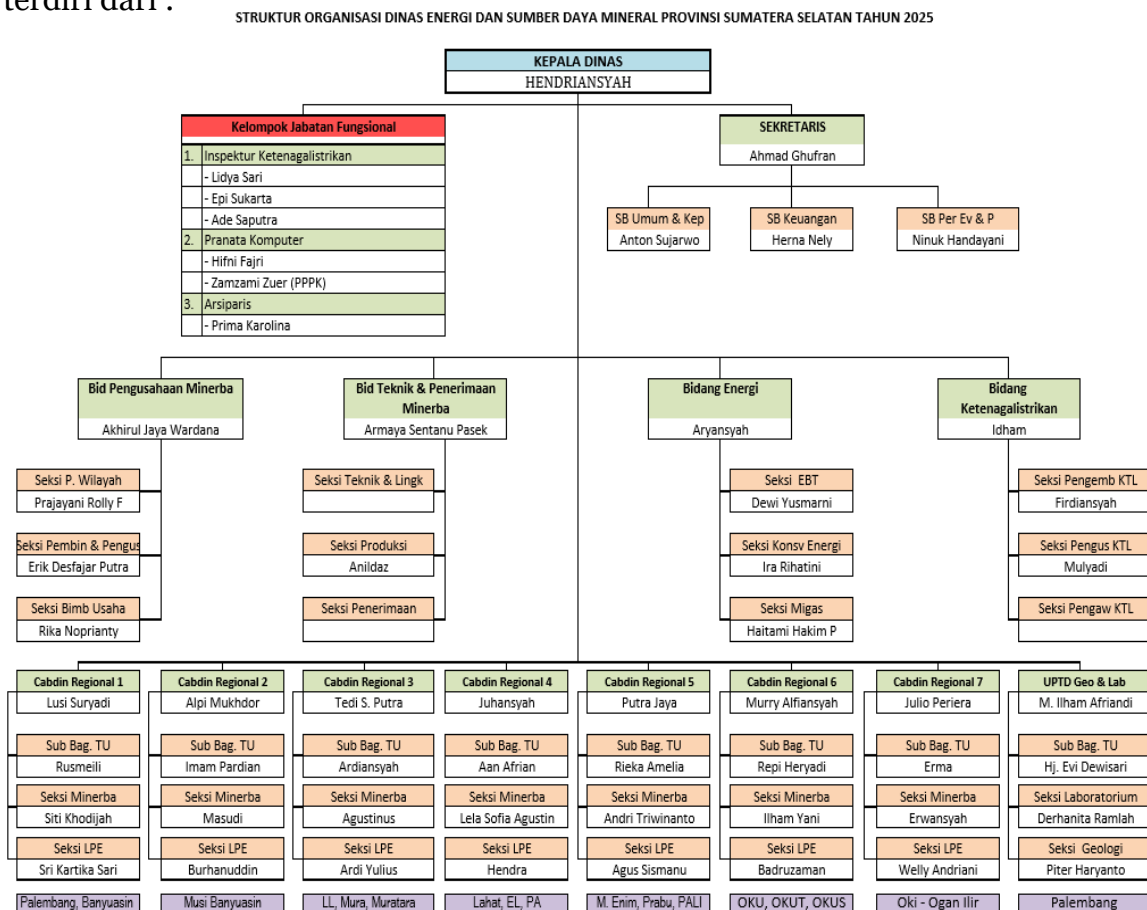 terdiri dari :
STRUKTUR ORGANISASI DINAS ENERGI DAN SUMBER DAYA MINERAL PROVINSI SUMATERA SELATAN TAHUN 2025
KEPALA DINAS
HENDRIANSYAH
Kelompok Jabatan Fungsional
1. Inspektur Ketenagalistrikan
- Lidya Sari
- Epi Sukarta
- Ade Saputra
2. Pranata Komputer
- Hifni Fajri
- Zamzami Zuer (PPPK)
3. Arsiparis
- Prima Karolina
SEKRETARIS
Ahmad Ghufran
SB Umum & Kep
Anton Sujarwo
SB Keuangan
Herna Nely
SB Per Ev & P
Ninuk Handayani
Bid Pengusahaan Minerba
Akhirul Jaya Wardana
Seksi P. Wilayah
Prajayani Rolly F
Seksi Pembin & Pengus
Erik Desfajar Putra
Seksi Bimb Usaha
Rika Noprianty
Bid Teknik & Penerimaan
Minerba
Armaya Sentanu Pasek
Seksi Teknik & Lingk
Seksi Produksi
Anildaz
Seksi Penerimaan
Bidang Energi
Aryansyah
Seksi EBT
Dewi Yusmarni
Seksi Konsv Energi
Ira Rihatini
Seksi Migas
Haitami Hakim P
Bidang
Ketenagalistrikan
Idham
Seksi Pengemb KTL
Firdiansyah
Seksi Pengus KTL
Mulyadi
Seksi Pengaw KTL
Cabdin Regional 1
Lusi Suryadi
Sub Bag. TU
Rusmeili
Seksi Minerba
Siti Khodijah
Seksi LPE
Sri Kartika Sari
Palembang, Banyuasin
Cabdin Regional 2
Alpi Mukhdor
Sub Bag. TU
Imam Pardian
Seksi Minerba
Masudi
Seksi LPE
Burhanuddin
Musi Banyuasin
Cabdin Regional 3
Tedi S. Putra
Sub Bag. TU
Ardiansyah
Seksi Minerba
Agustinus
Seksi LPE
Ardi Yulius
LL, Mura, Muratara
Cabdin Regional 4
Juhansyah
Sub Bag. TU
Aan Afrian
Seksi Minerba
Lela Sofia Agustin
Seksi LPE
Hendra
Lahat, EL, PA
Cabdin Regional 5
Putra Jaya
Sub Bag. TU
Rieka Amelia
Seksi Minerba
Andri Triwinanto
Seksi LPE
Agus Sismanu
M. Enim, Prabu, PALI
Cabdin Regional 6
Murry Alfiansyah
Sub Bag. TU
Repi Heryadi
Seksi Minerba
Ilham Yani
Seksi LPE
Badruzaman
OKU, OKUT, OKUS
Cabdin Regional 7
Julio Periera
Sub Bag. TU
Erma
Seksi Minerba
Erwansyah
Seksi LPE
Welly Andriani
Oki - Ogan Ilir
UPTD Geo & Lab
M. Ilham Afriandi
Sub Bag. TU
Hj. Evi Dewisari
Seksi Laboratorium
Derhanita Ramlah
Seksi Geologi
Piter Haryanto
Palembang